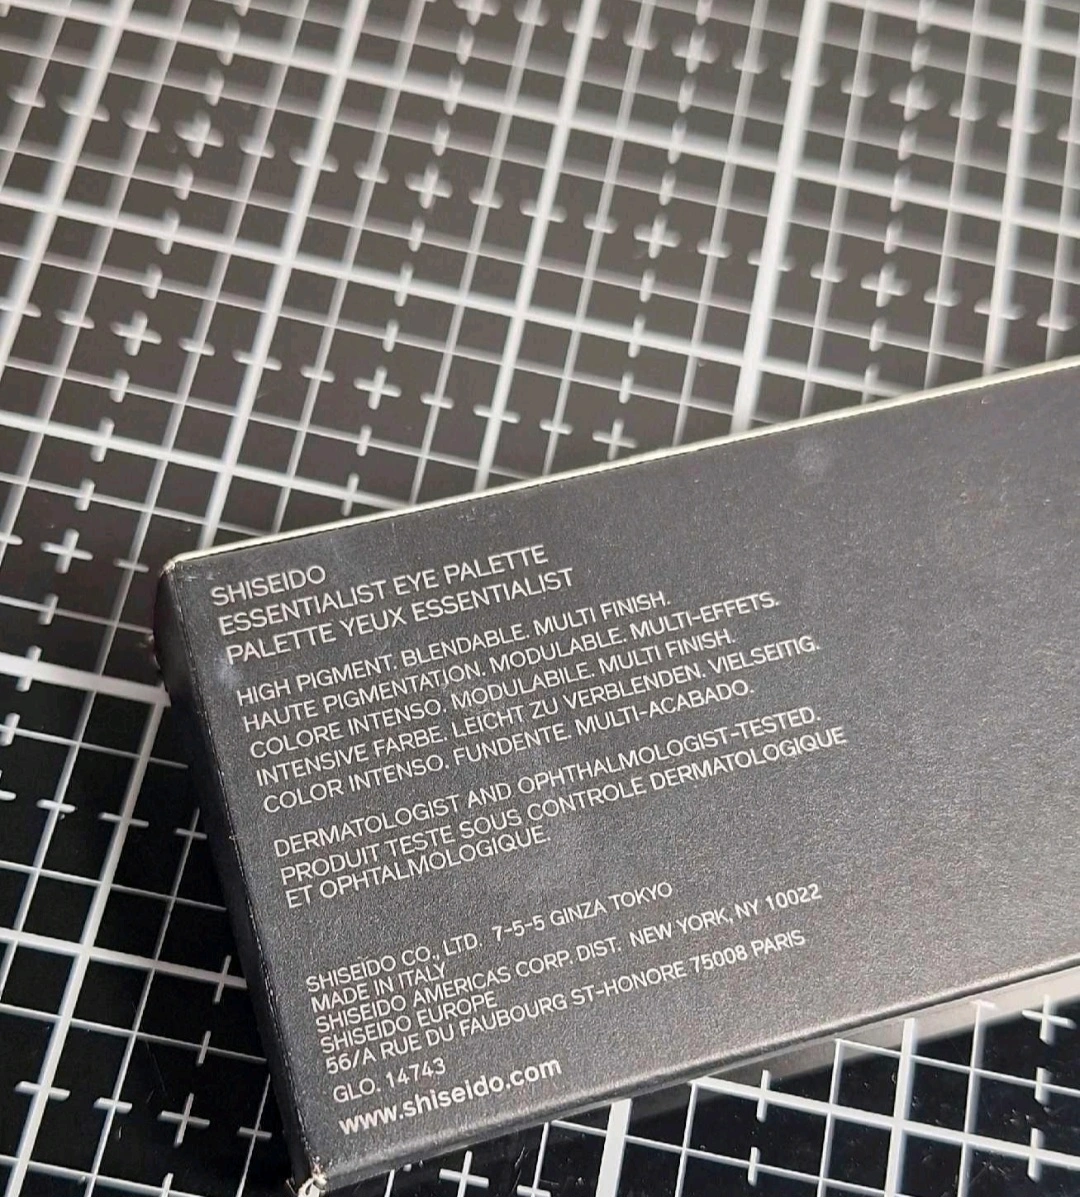 SHISEIDO
ESSENTIALIST EYE PALETTE
PALETTE YEUX ESSENTIALIST
HIGH PIGMENT. BLENDABLE. MULTI FINISH.
HAUTE PIGMENTATION. MODULABLE. MULTI-EFFETS.
COLORE INTENSO. MODULABILE. MULTI FINISH.
INTENSIVE FARBE. LEICHT ZU VERBLENDEN. VIELSEITIG.
COLOR INTENSO. FUNDENTE. MULTI-ACABADO.
DERMATOLOGIST AND OPHTHALMOLOGIST-TESTED.
PRODUIT TESTE SOUS CONTROLE DERMATOLOGIQUE
ET OPHTALMOLOGIQUE.
SHISEIDO CO., LTD. 7-5-5 GINZA TOKYO
MADE IN ITALY
SHISEIDO AMERICAS CORP. DIST. NEW YORK, NY 10022
SHISEIDO EUROPE
56/A RUE DU FAUBOURG ST-HONORE 75008 PARIS
GLO. 14743
www.shiseido.com